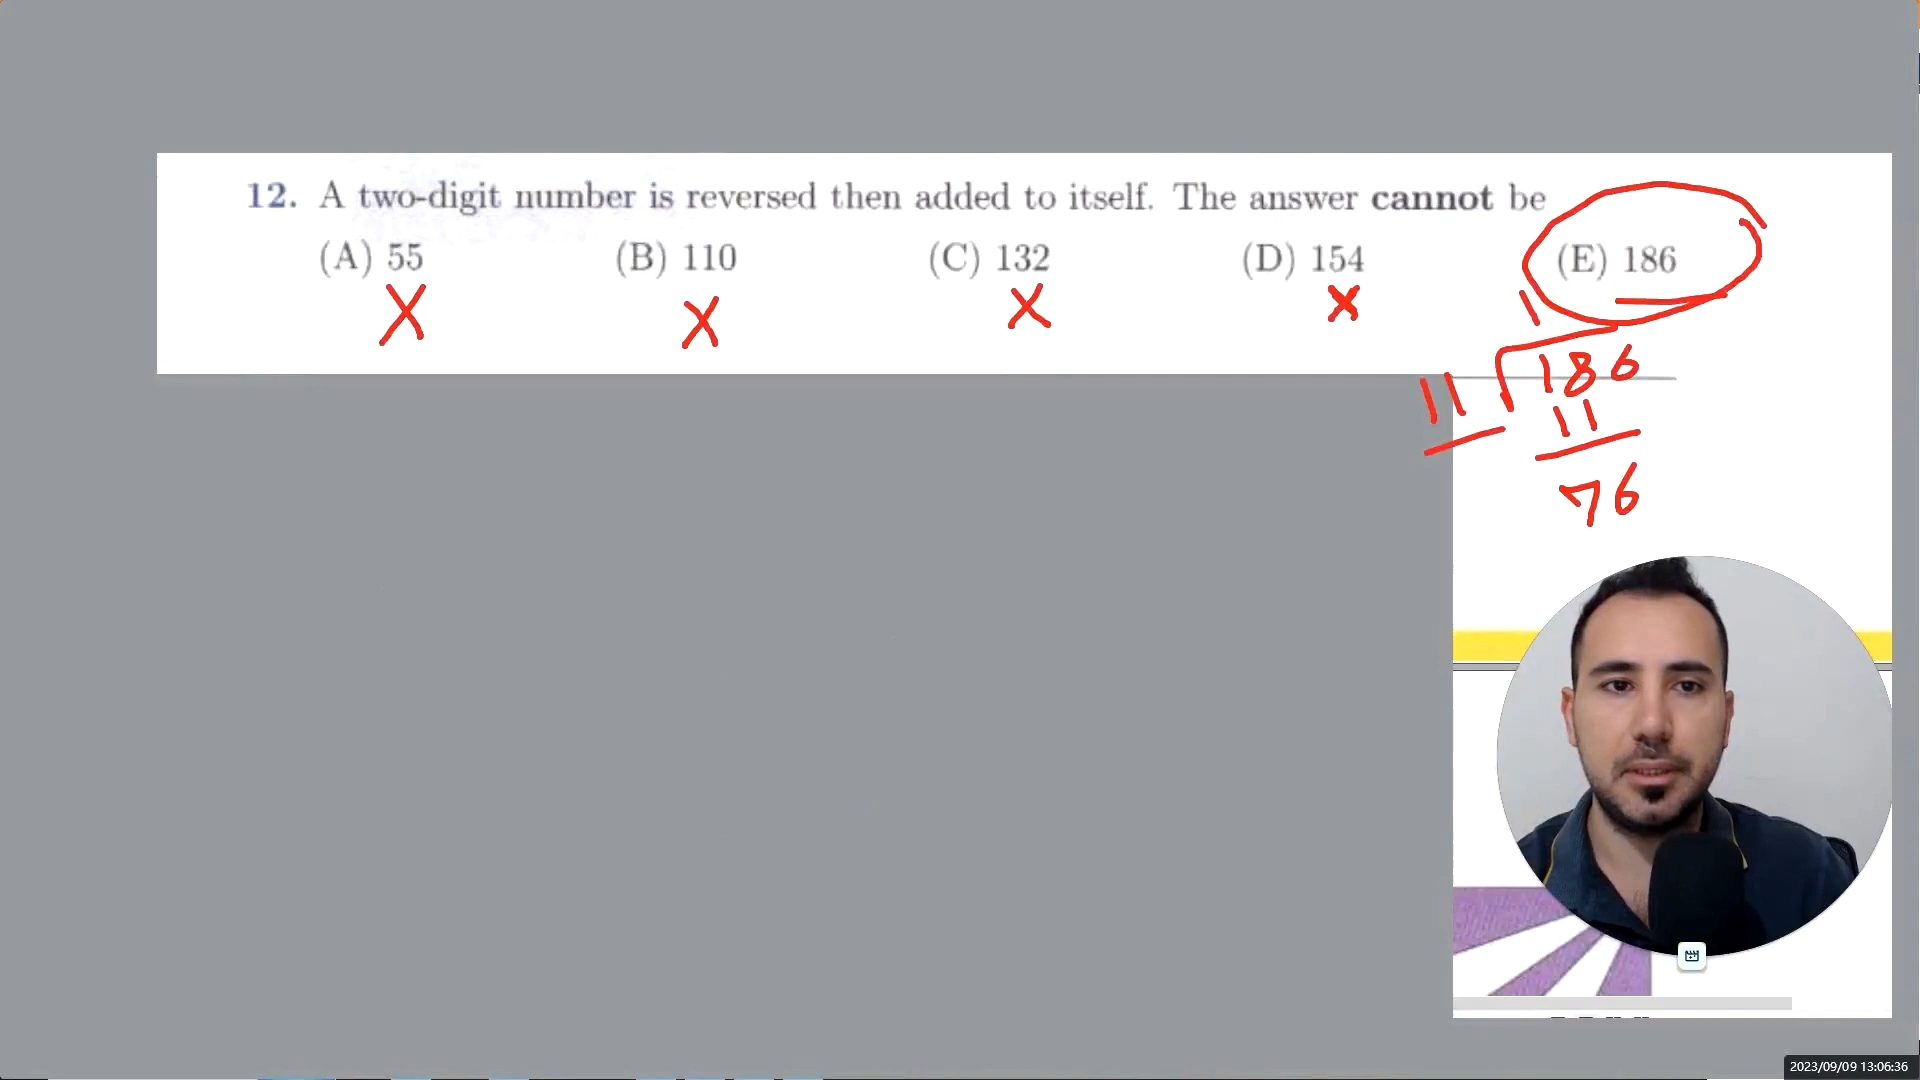 12. A two-digit number is reversed then added to itself. The answer cannot be
(A) 55 (B) 110 (C) 132 (D) 154 (E) 186
X X X X
1
11 186
11
76
2023/09/09 13:06:36